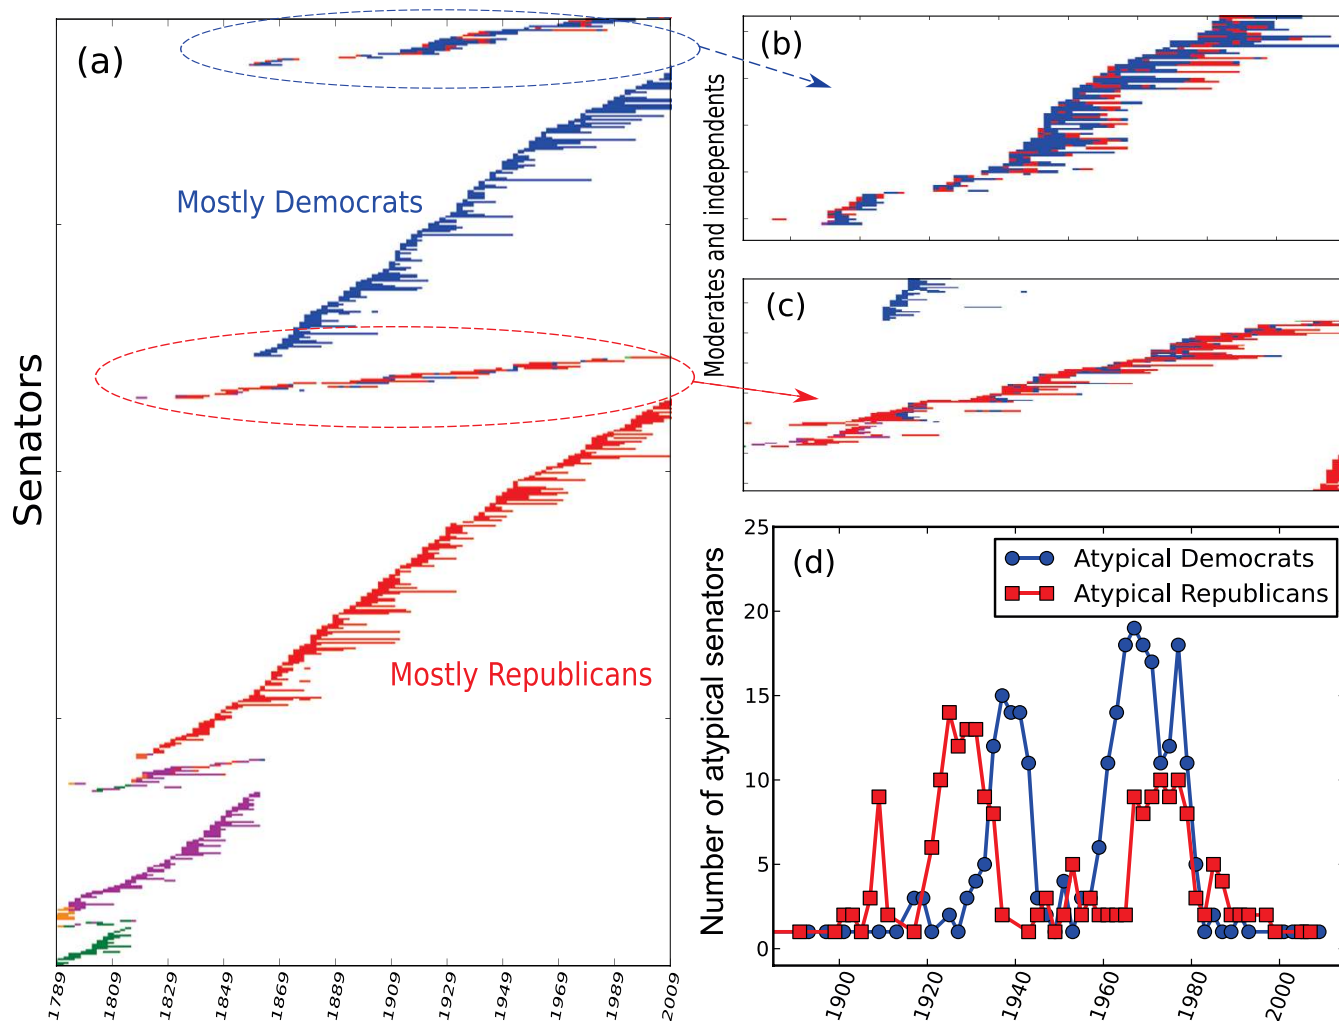 (a)
Mostly Democrats
Mostly Republicans
Senators
1789
1809
1829
1849
1869
1889
1909
1929
1949
1969
1989
2009
Moderates and independents
(b)
(c)
(d)
Atypical Democrats
Atypical Republicans
Number of atypical senators
25
20
15
10
5
0
1900
1920
1940
1960
1980
2000